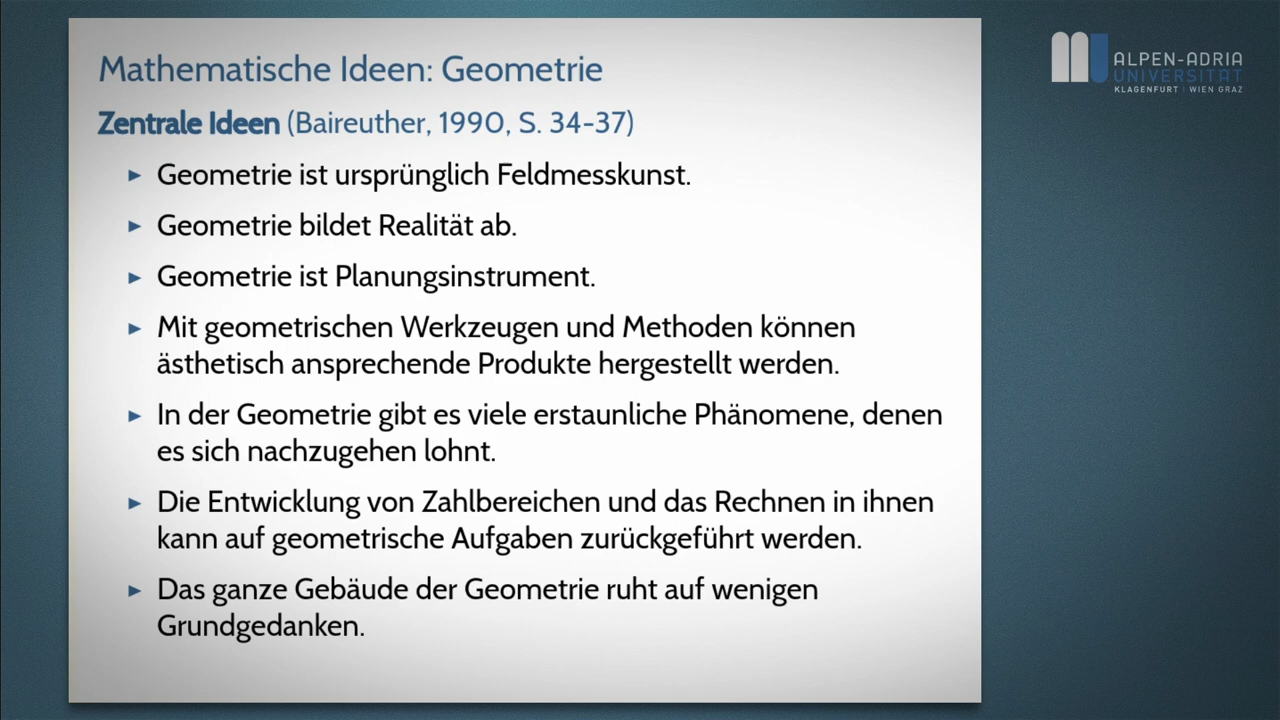 Mathematische Ideen: Geometrie
Zentrale Ideen (Baireuther, 1990, S. 34-37)
► Geometrie ist ursprünglich Feldmesskunst.
► Geometrie bildet Realität ab.
► Geometrie ist Planungsinstrument.
► Mit geometrischen Werkzeugen und Methoden können
ästhetisch ansprechende Produkte hergestellt werden.
► In der Geometrie gibt es viele erstaunliche Phänomene, denen
es sich nachzugehen lohnt.
► Die Entwicklung von Zahlbereichen und das Rechnen in ihnen
kann auf geometrische Aufgaben zurückgeführt werden.
► Das ganze Gebäude der Geometrie ruht auf wenigen
Grundgedanken.
ALPEN-ADRIA
UNIVERSITÄT
KLAGENFURT | WIEN GRAZ